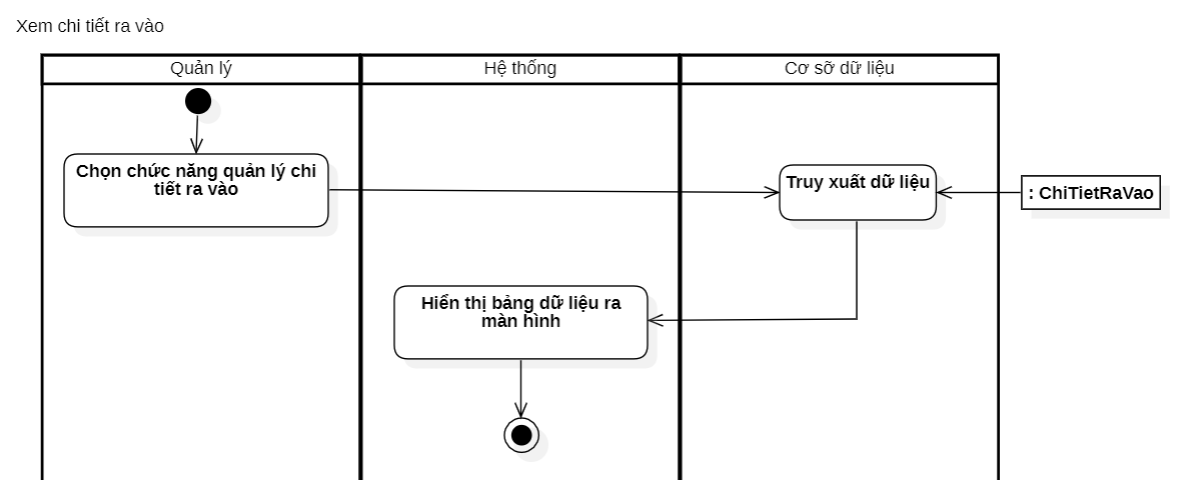 Xem chi tiết ra vào
Quản lý
Hệ thống
Cơ sỡ dữ liệu
Chọn chức năng quản lý chi
tiết ra vào
Truy xuất dữ liệu
: ChiTietRaVao
Hiển thị bảng dữ liệu ra
màn hình